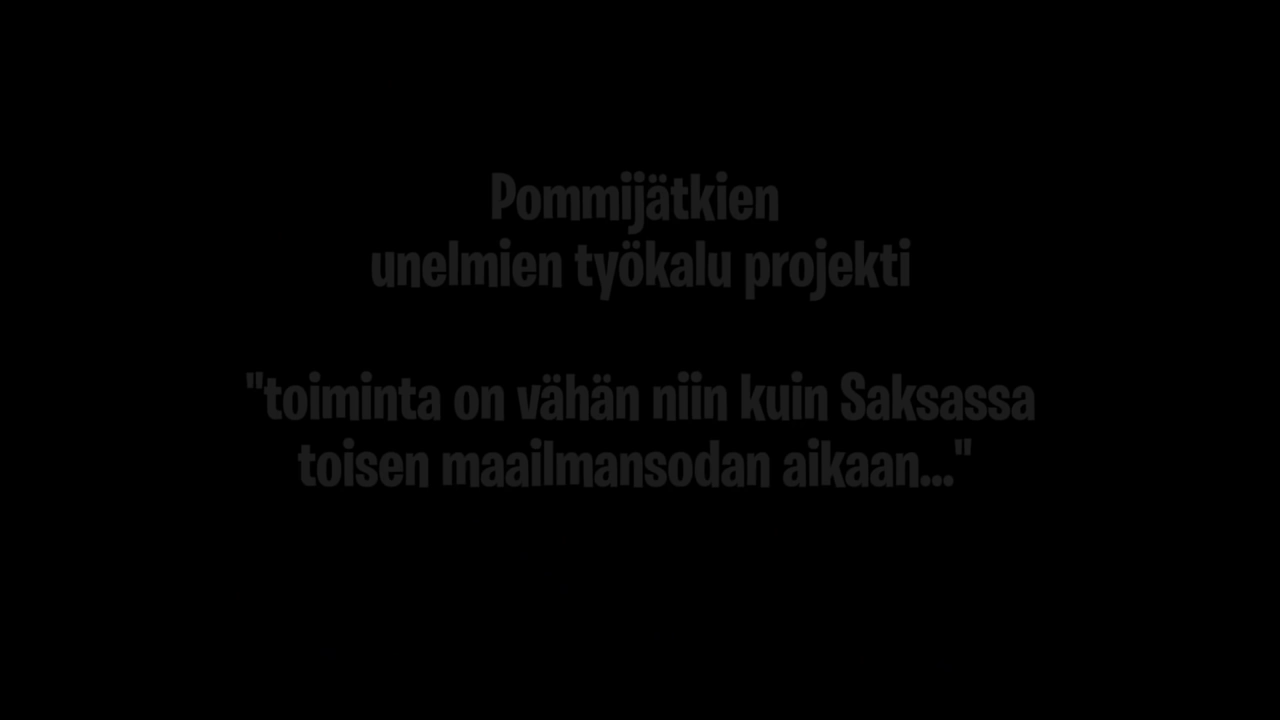 Pommijätkien
unelmien työkalu projekti
"toiminta on vähän niin kuin Saksassa
toisen maailmansodan aikaan..."